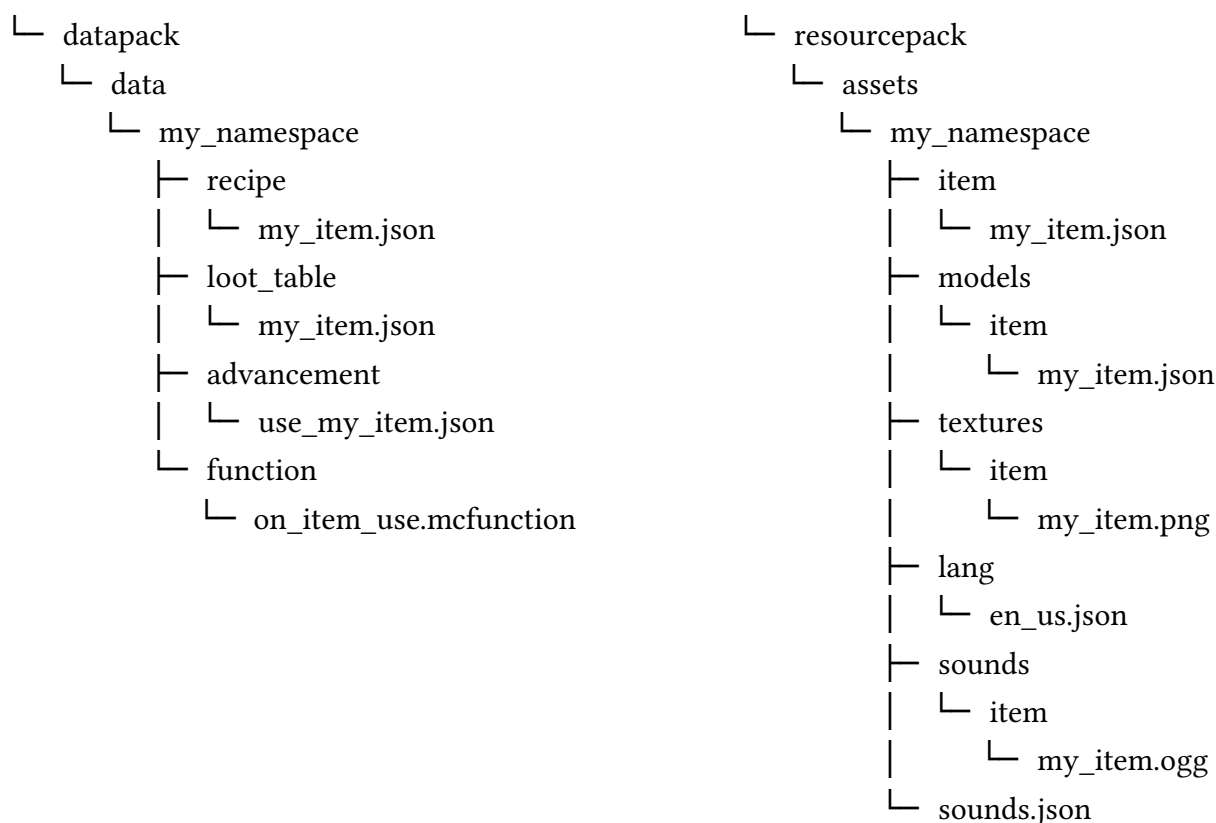 └─ datapack
└─ data
└─ my_namespace
├─ recipe
│ └─ my_item.json
├─ loot_table
│ └─ my_item.json
├─ advancement
│ └─ use_my_item.json
└─ function
└─ on_item_use.mcfunction
└─ resourcepack
└─ assets
└─ my_namespace
├─ item
│ └─ my_item.json
├─ models
│ └─ item
│ └─ my_item.json
├─ textures
│ └─ item
│ └─ my_item.png
├─ lang
│ └─ en_us.json
├─ sounds
│ └─ item
│ └─ my_item.ogg
└─ sounds.json